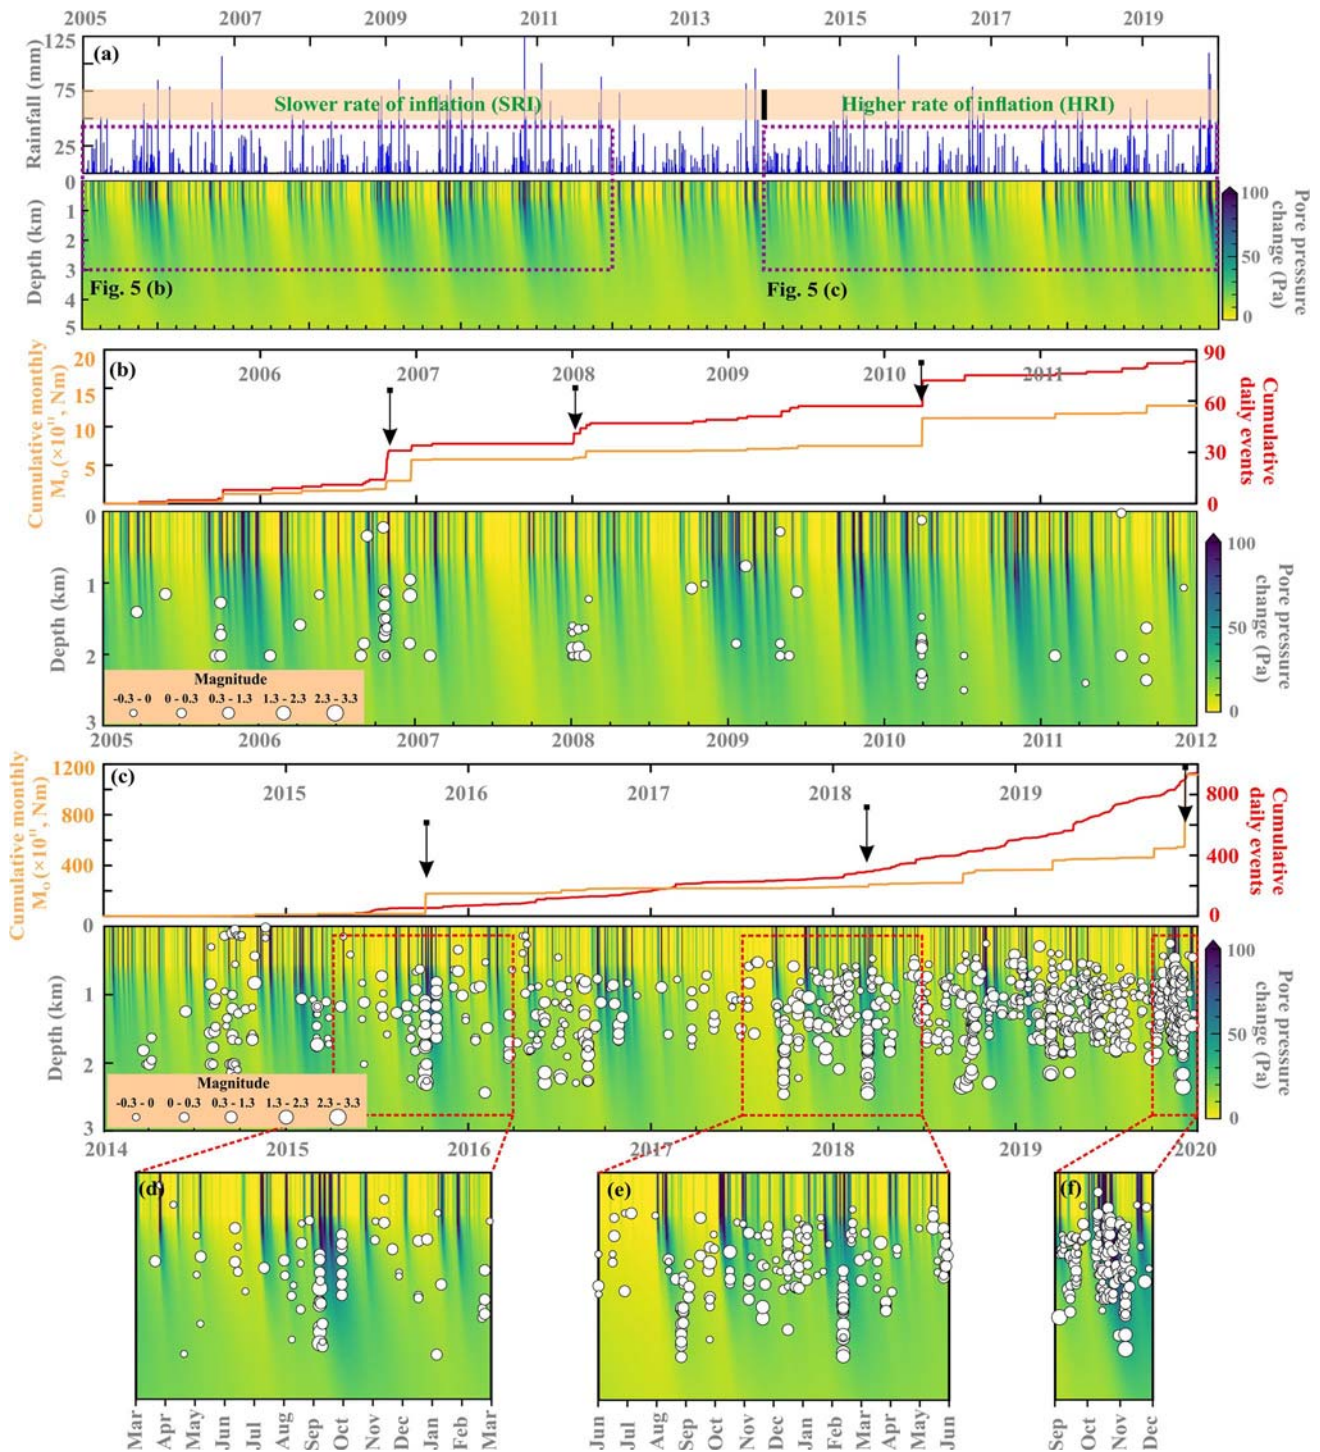 2005 2007 2009 2011 2013 2015 2017 2019
(a)
125
75
25
Rainfall (mm)
Slower rate of inflation (SRI)
Higher rate of inflation (HRI)
0
1
2
3
4
5
Depth (km)
Fig. 5 (b)
Fig. 5 (c)
100
50
0
Pore pressure
change (Pa)
(b)
20
15
10
5
Cumulative monthly
M₀ (×10¹¹, Nm)
2006 2007 2008 2009 2010 2011
90
60
30
0
Cumulative
daily events
0
1
2
3
Depth (km)
Magnitude
-0.3 - 0 0 - 0.3 0.3 - 1.3 1.3 - 2.3 2.3 - 3.3
100
50
0
Pore pressure
change (Pa)
2005 2006 2007 2008 2009 2010 2011 2012
(c)
1200
800
400
Cumulative monthly
M₀ (×10¹¹, Nm)
2015 2016 2017 2018 2019
800
400
0
Cumulative
daily events
0
1
2
3
Depth (km)
Magnitude
-0.3 - 0 0 - 0.3 0.3 - 1.3 1.3 - 2.3 2.3 - 3.3
100
50
0
Pore pressure
change (Pa)
2014 2015 2016 2017 2018 2019 2020
(d)
Mar Apr May Jun Jul Aug Sep Oct Nov Dec Jan Feb Mar
(e)
Jun Jul Aug Sep Oct Nov Dec Jan Feb Mar Apr May Jun
(f)
Sep Oct Nov Dec